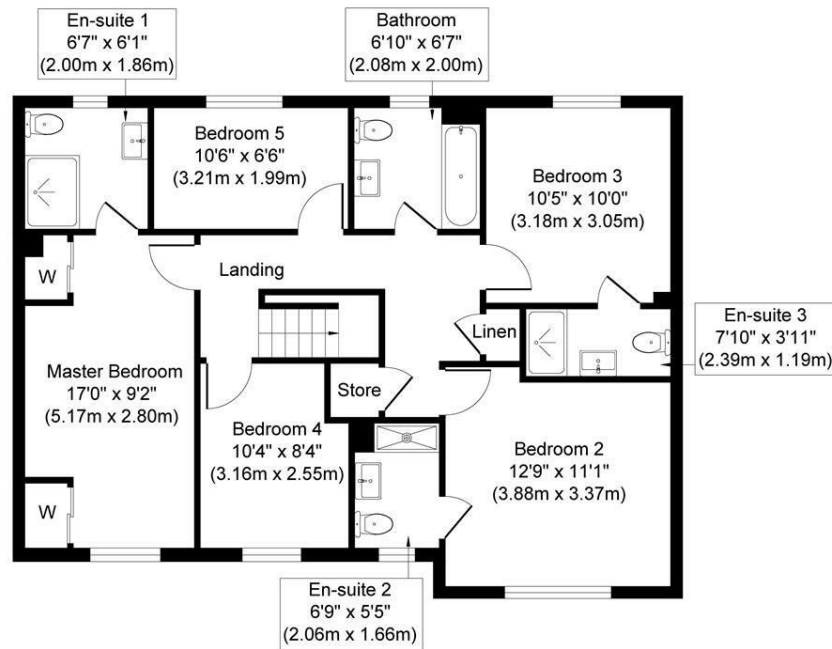 En-suite 1
6'7" x 6'1"
(2.00m x 1.86m)
Bathroom
6'10" x 6'7"
(2.08m x 2.00m)
Bedroom 5
10'6" x 6'6"
(3.21m x 1.99m)
Bedroom 3
10'5" x 10'0"
(3.18m x 3.05m)
W
Landing
Linen
En-suite 3
7'10" x 3'11"
(2.39m x 1.19m)
Master Bedroom
17'0" x 9'2"
(5.17m x 2.80m)
Store
Bedroom 4
10'4" x 8'4"
(3.16m x 2.55m)
Bedroom 2
12'9" x 11'1"
(3.88m x 3.37m)
W
En-suite 2
6'9" x 5'5"
(2.06m x 1.66m)